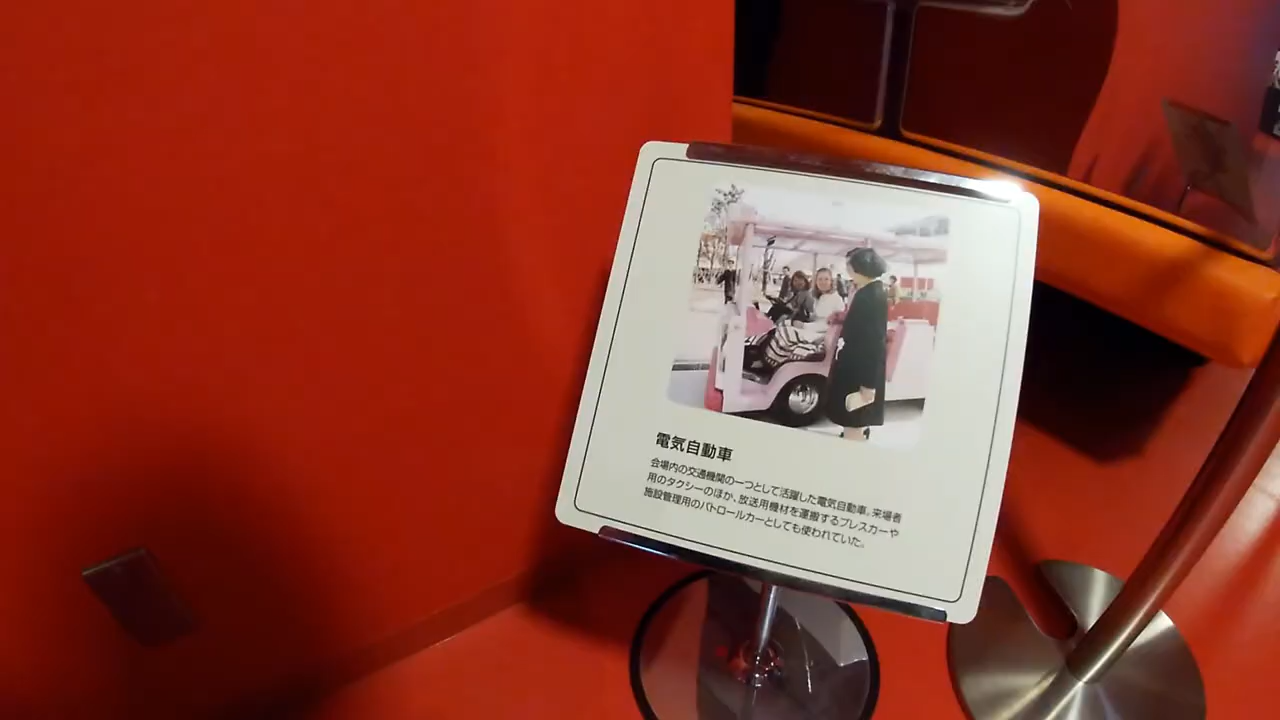 電気自動車
会場内の交通機関の一つとして活躍した電気自動車。来場者
用のタクシーのほか、放送用機材を運搬するプレスカーや
施設管理用のパトロールカーとしても使われていた。